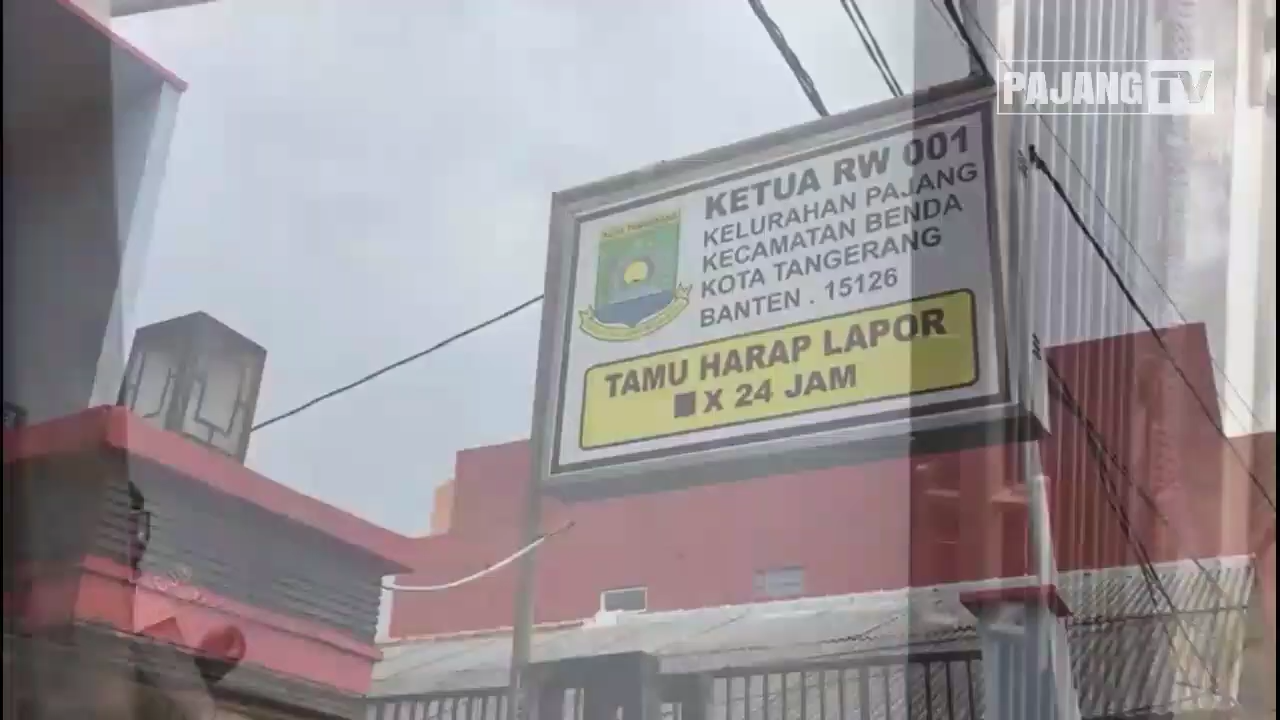 PAJANG TV
KETUA RW 001
KELURAHAN PAJANG
KECAMATAN BENDA
KOTA TANGERANG
BANTEN . 15126
TAMU HARAP LAPOR
X 24 JAM